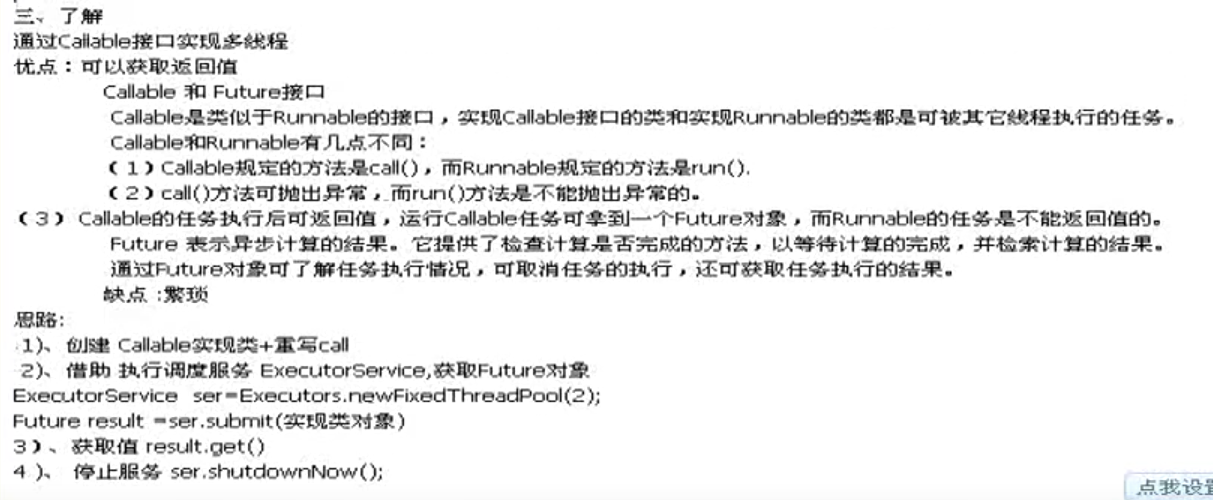 三、了解
通过Callable接口实现多线程
优点：可以获取返回值
Callable 和 Future接口
Callable是类似于Runnable的接口，实现Callable接口的类和实现Runnable的类都是可被其它线程执行的任务。
Callable和Runnable有几点不同：
（1）Callable规定的方法是call()，而Runnable规定的方法是run().
（2）call()方法可抛出异常，而run()方法是不能抛出异常的。
（3）Callable的任务执行后可返回值，运行Callable任务可拿到一个Future对象，而Runnable的任务是不能返回值的。
Future 表示异步计算的结果。它提供了检查计算是否完成的方法，以等待计算的完成，并检索计算的结果。
通过Future对象可了解任务执行情况，可取消任务的执行，还可获取任务执行的结果。
缺点 :繁琐
思路:
1)、创建 Callable实现类+重写call
2)、借助 执行调度服务 ExecutorService,获取Future对象
ExecutorService ser=Executors.newFixedThreadPool(2);
Future result =ser.submit(实现类对象)
3)、获取值 result.get()
4)、停止服务 ser.shutdownNow();
点我设置